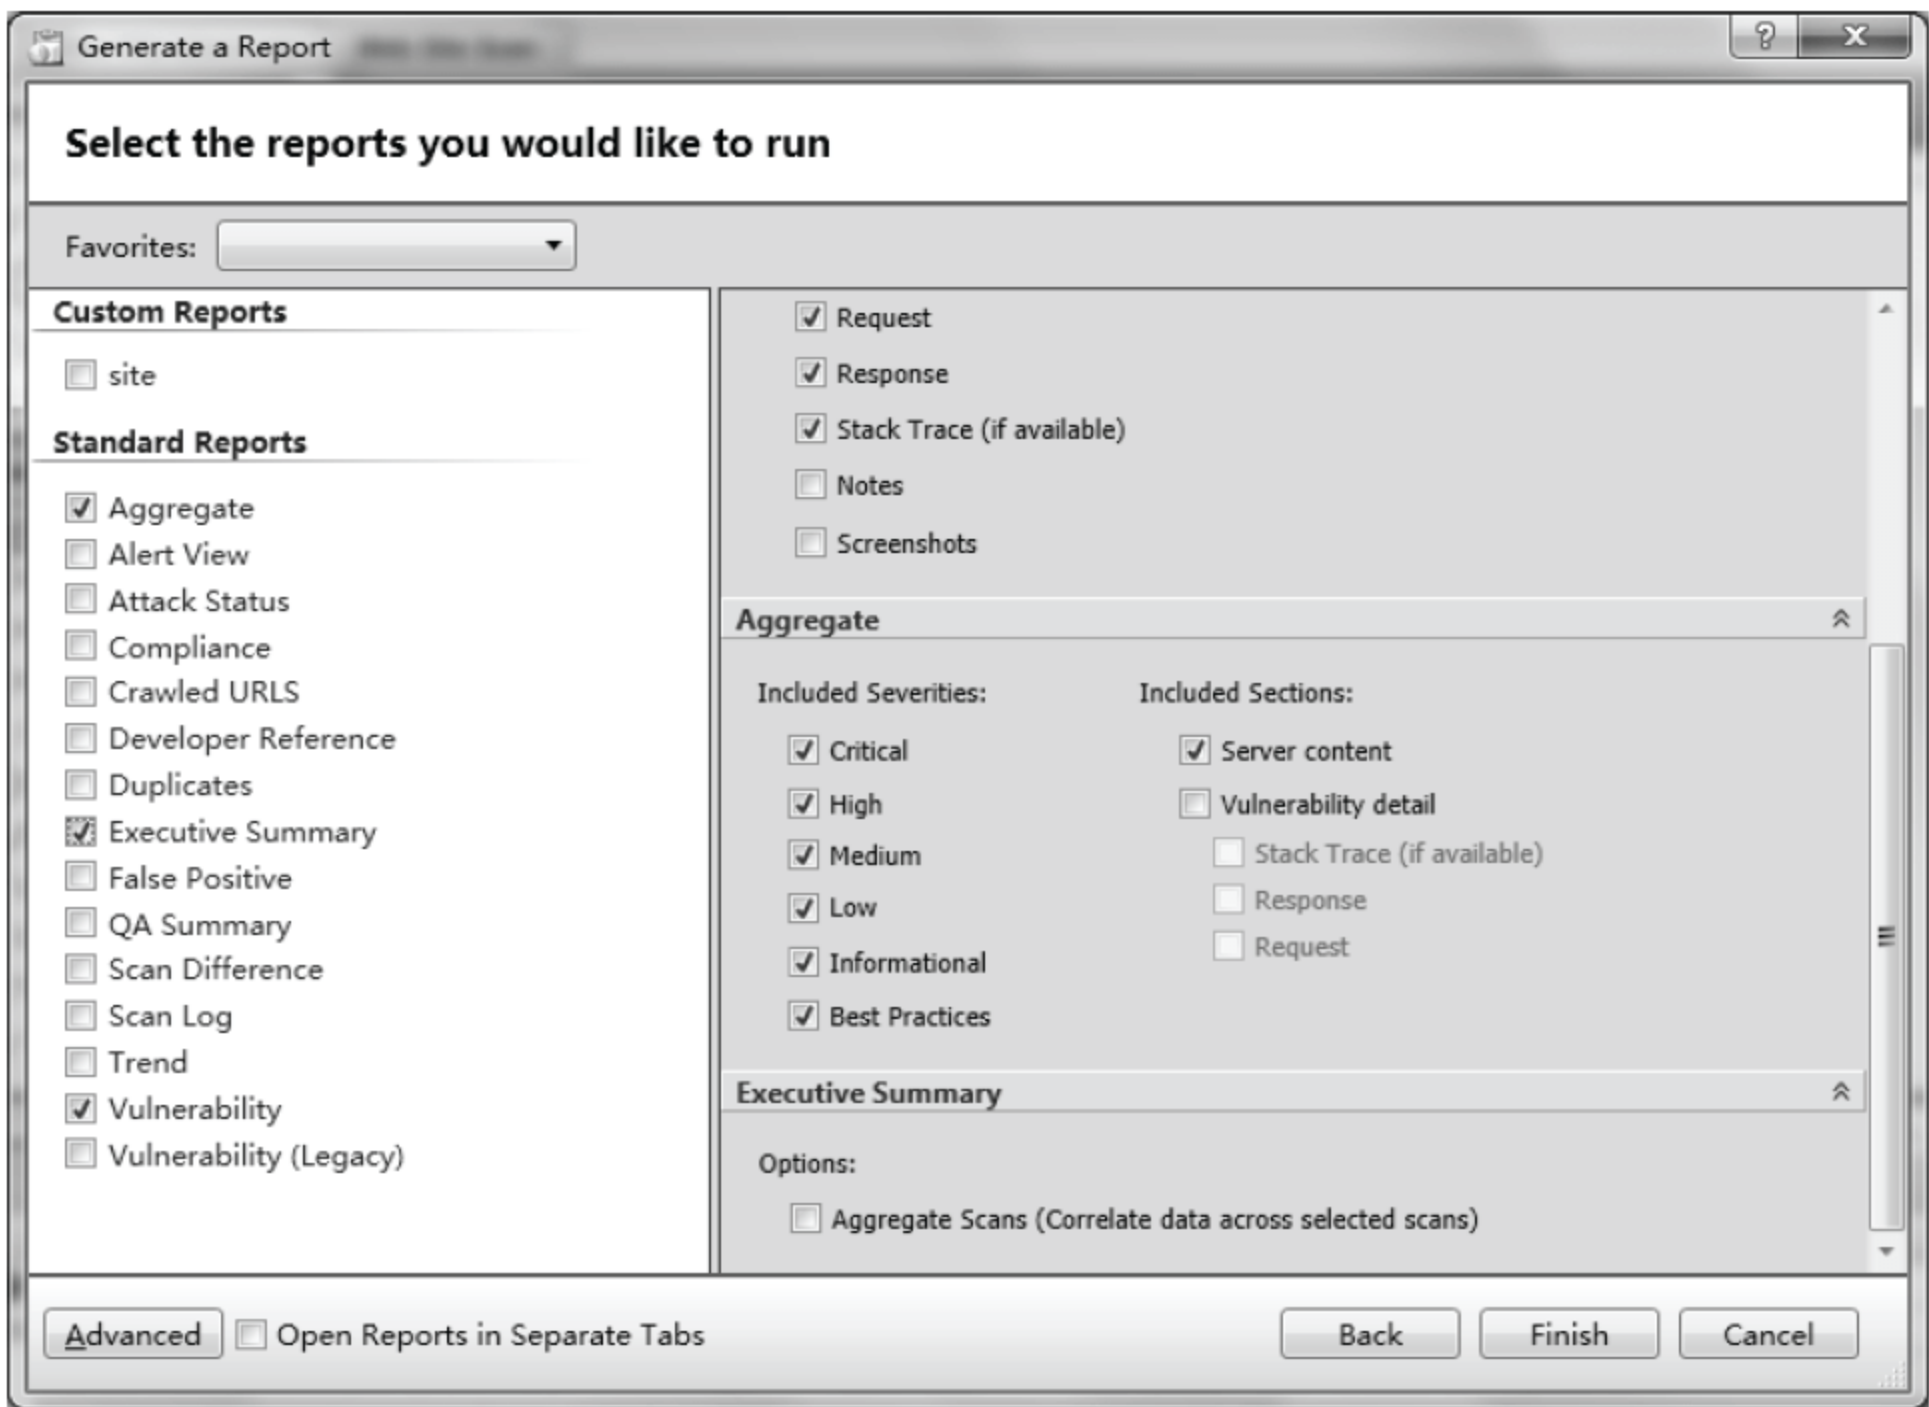 Generate a Report
Select the reports you would like to run
Favorites:
Custom Reports
site
Standard Reports
Aggregate
Alert View
Attack Status
Compliance
Crawled URLS
Developer Reference
Duplicates
Executive Summary
False Positive
QA Summary
Scan Difference
Scan Log
Trend
Vulnerability
Vulnerability (Legacy)
Request
Response
Stack Trace (if available)
Notes
Screenshots
Aggregate
Included Severities:
Critical
High
Medium
Low
Informational
Best Practices
Included Sections:
Server content
Vulnerability detail
Stack Trace (if available)
Response
Request
Executive Summary
Options:
Aggregate Scans (Correlate data across selected scans)
Advanced
Open Reports in Separate Tabs
Back
Finish
Cancel